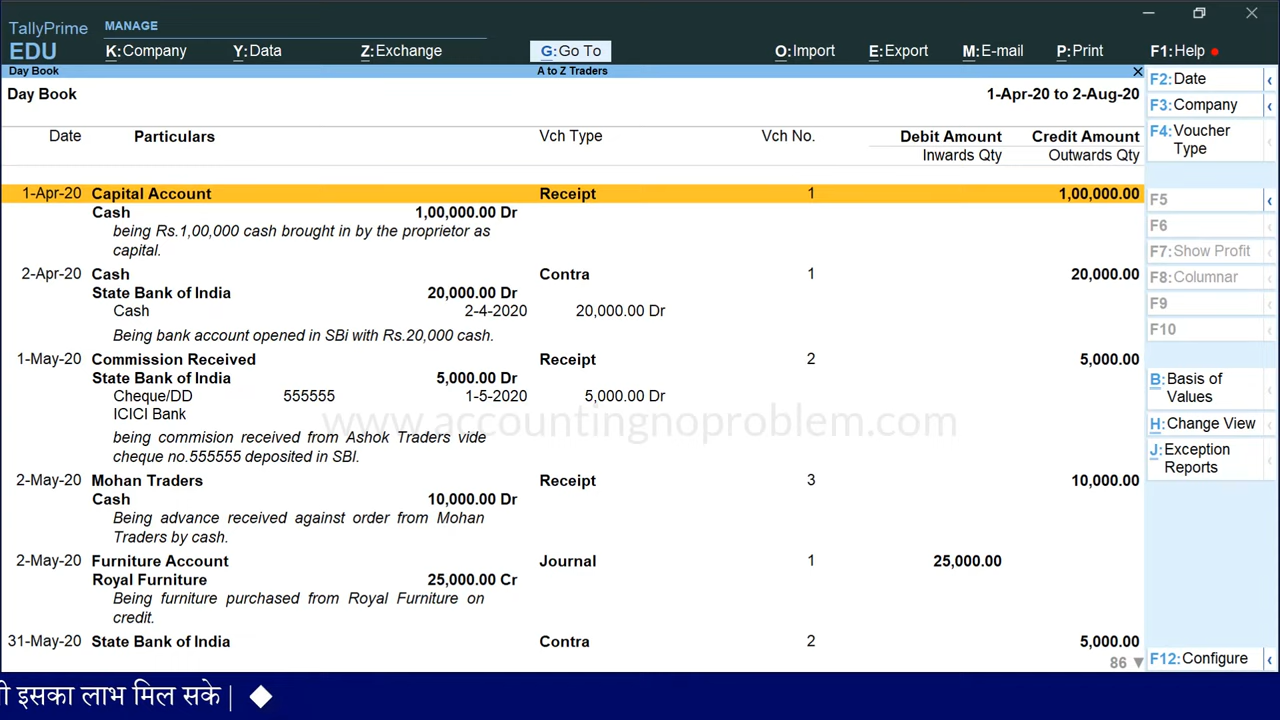 TallyPrime MANAGE
EDU K:Company Y:Data Z:Exchange G:Go To O:Import E:Export M:E-mail P:Print F1:Help
Day Book A to Z Traders
Day Book 1-Apr-20 to 2-Aug-20
Date Particulars Vch Type Vch No. Debit Amount Credit Amount
Inwards Qty Outwards Qty
1-Apr-20 Capital Account Receipt 1 1,00,000.00
Cash 1,00,000.00 Dr
being Rs.1,00,000 cash brought in by the proprietor as
capital.
2-Apr-20 Cash Contra 1 20,000.00
State Bank of India 20,000.00 Dr
Cash 2-4-2020 20,000.00 Dr
Being bank account opened in SBi with Rs.20,000 cash.
1-May-20 Commission Received Receipt 2 5,000.00
State Bank of India 5,000.00 Dr
Cheque/DD 555555 1-5-2020 5,000.00 Dr
ICICI Bank
www.accountingnoproblem.com
being commision received from Ashok Traders vide
cheque no.555555 deposited in SBI.
2-May-20 Mohan Traders Receipt 3 10,000.00
Cash 10,000.00 Dr
Being advance received against order from Mohan
Traders by cash.
2-May-20 Furniture Account Journal 1 25,000.00
Royal Furniture 25,000.00 Cr
Being furniture purchased from Royal Furniture on
credit.
31-May-20 State Bank of India Contra 2 5,000.00
86
F2:Date
F3:Company
F4:Voucher
Type
F5
F6
F7:Show Profit
F8:Columnar
F9
F10
B:Basis of
Values
H:Change View
J:Exception
Reports
F12:Configure
इसका लाभ मिल सके |